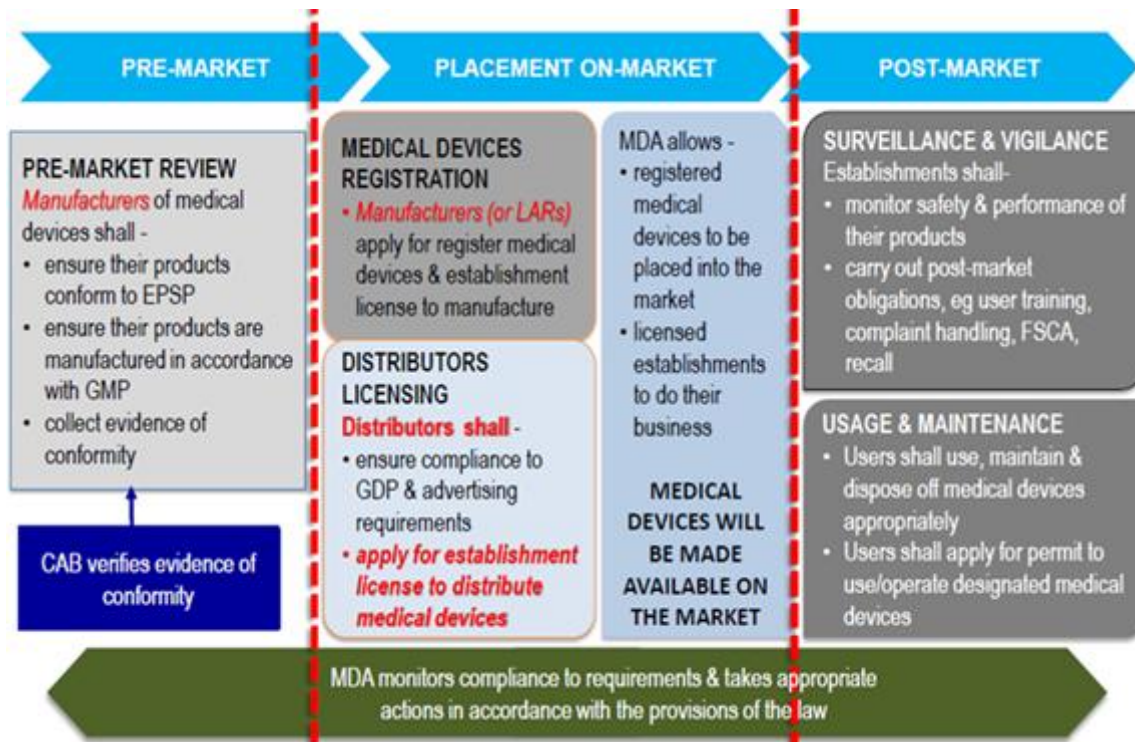 PRE-MARKET
PLACEMENT ON-MARKET
POST-MARKET
PRE-MARKET REVIEW
Manufacturers of medical
devices shall -
• ensure their products
conform to EPSP
• ensure their products are
manufactured in accordance
with GMP
• collect evidence of
conformity
CAB verifies evidence of
conformity
MEDICAL DEVICES
REGISTRATION
• Manufacturers (or LARs)
apply for register medical
devices & establishment
license to manufacture
DISTRIBUTORS
LICENSING
Distributors shall -
• ensure compliance to
GDP & advertising
requirements
• apply for establishment
license to distribute
medical devices
MDA allows -
• registered
medical
devices to be
placed into the
market
• licensed
establishments
to do their
business
MEDICAL
DEVICES WILL
BE MADE
AVAILABLE ON
THE MARKET
SURVEILLANCE & VIGILANCE
Establishments shall-
• monitor safety & performance of
their products
• carry out post-market
obligations, eg user training,
complaint handling, FSCA,
recall
USAGE & MAINTENANCE
• Users shall use, maintain &
dispose off medical devices
appropriately
• Users shall apply for permit to
use/operate designated medical
devices
MDA monitors compliance to requirements & takes appropriate
actions in accordance with the provisions of the law